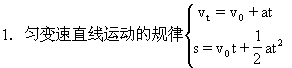 1. 匀变速直线运动的规律{vₜ = v₀ + at
s = v₀t + 1/2 at²